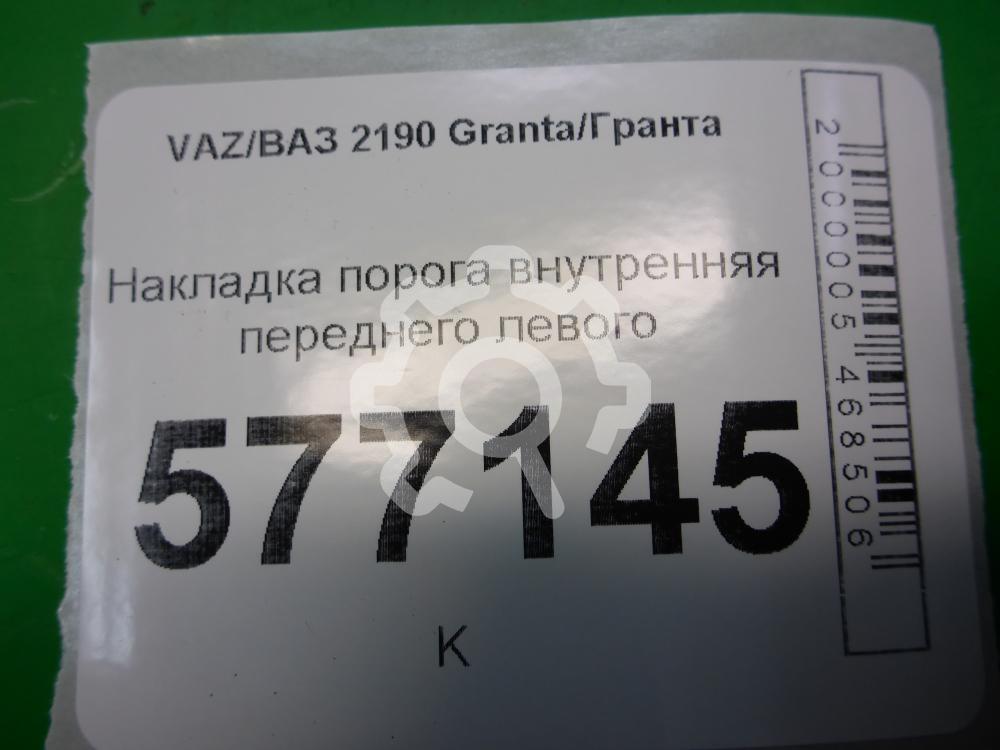 VAZ/ВАЗ 2190 Granta/Гранта
Накладка порога внутренняя
переднего левого
577145
К
2000005468506